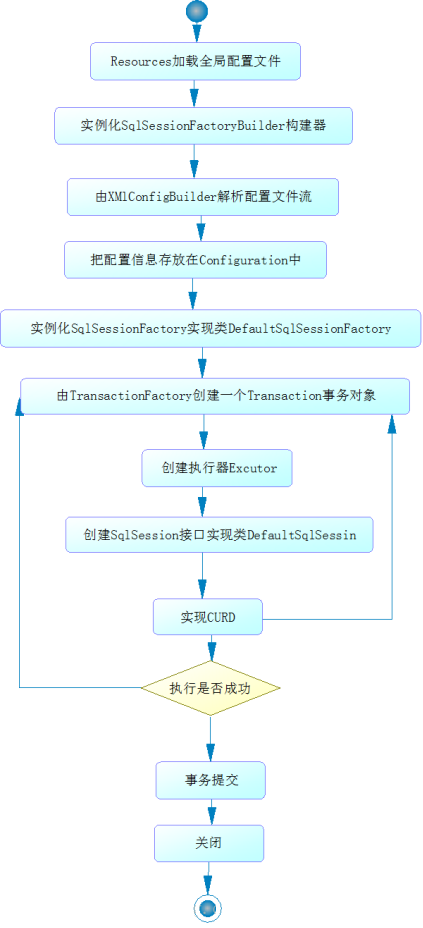 Resources加载全局配置文件
实例化SqlSessionFactoryBuilder构建器
由XMlConfigBuilder解析配置文件流
把配置信息存放在Configuration中
实例化SqlSessionFactory实现类DefaultSqlSessionFactory
由TransactionFactory创建一个Transaction事务对象
创建执行器Excutor
创建SqlSession接口实现类DefaultSqlSessin
实现CURD
执行是否成功
事务提交
关闭